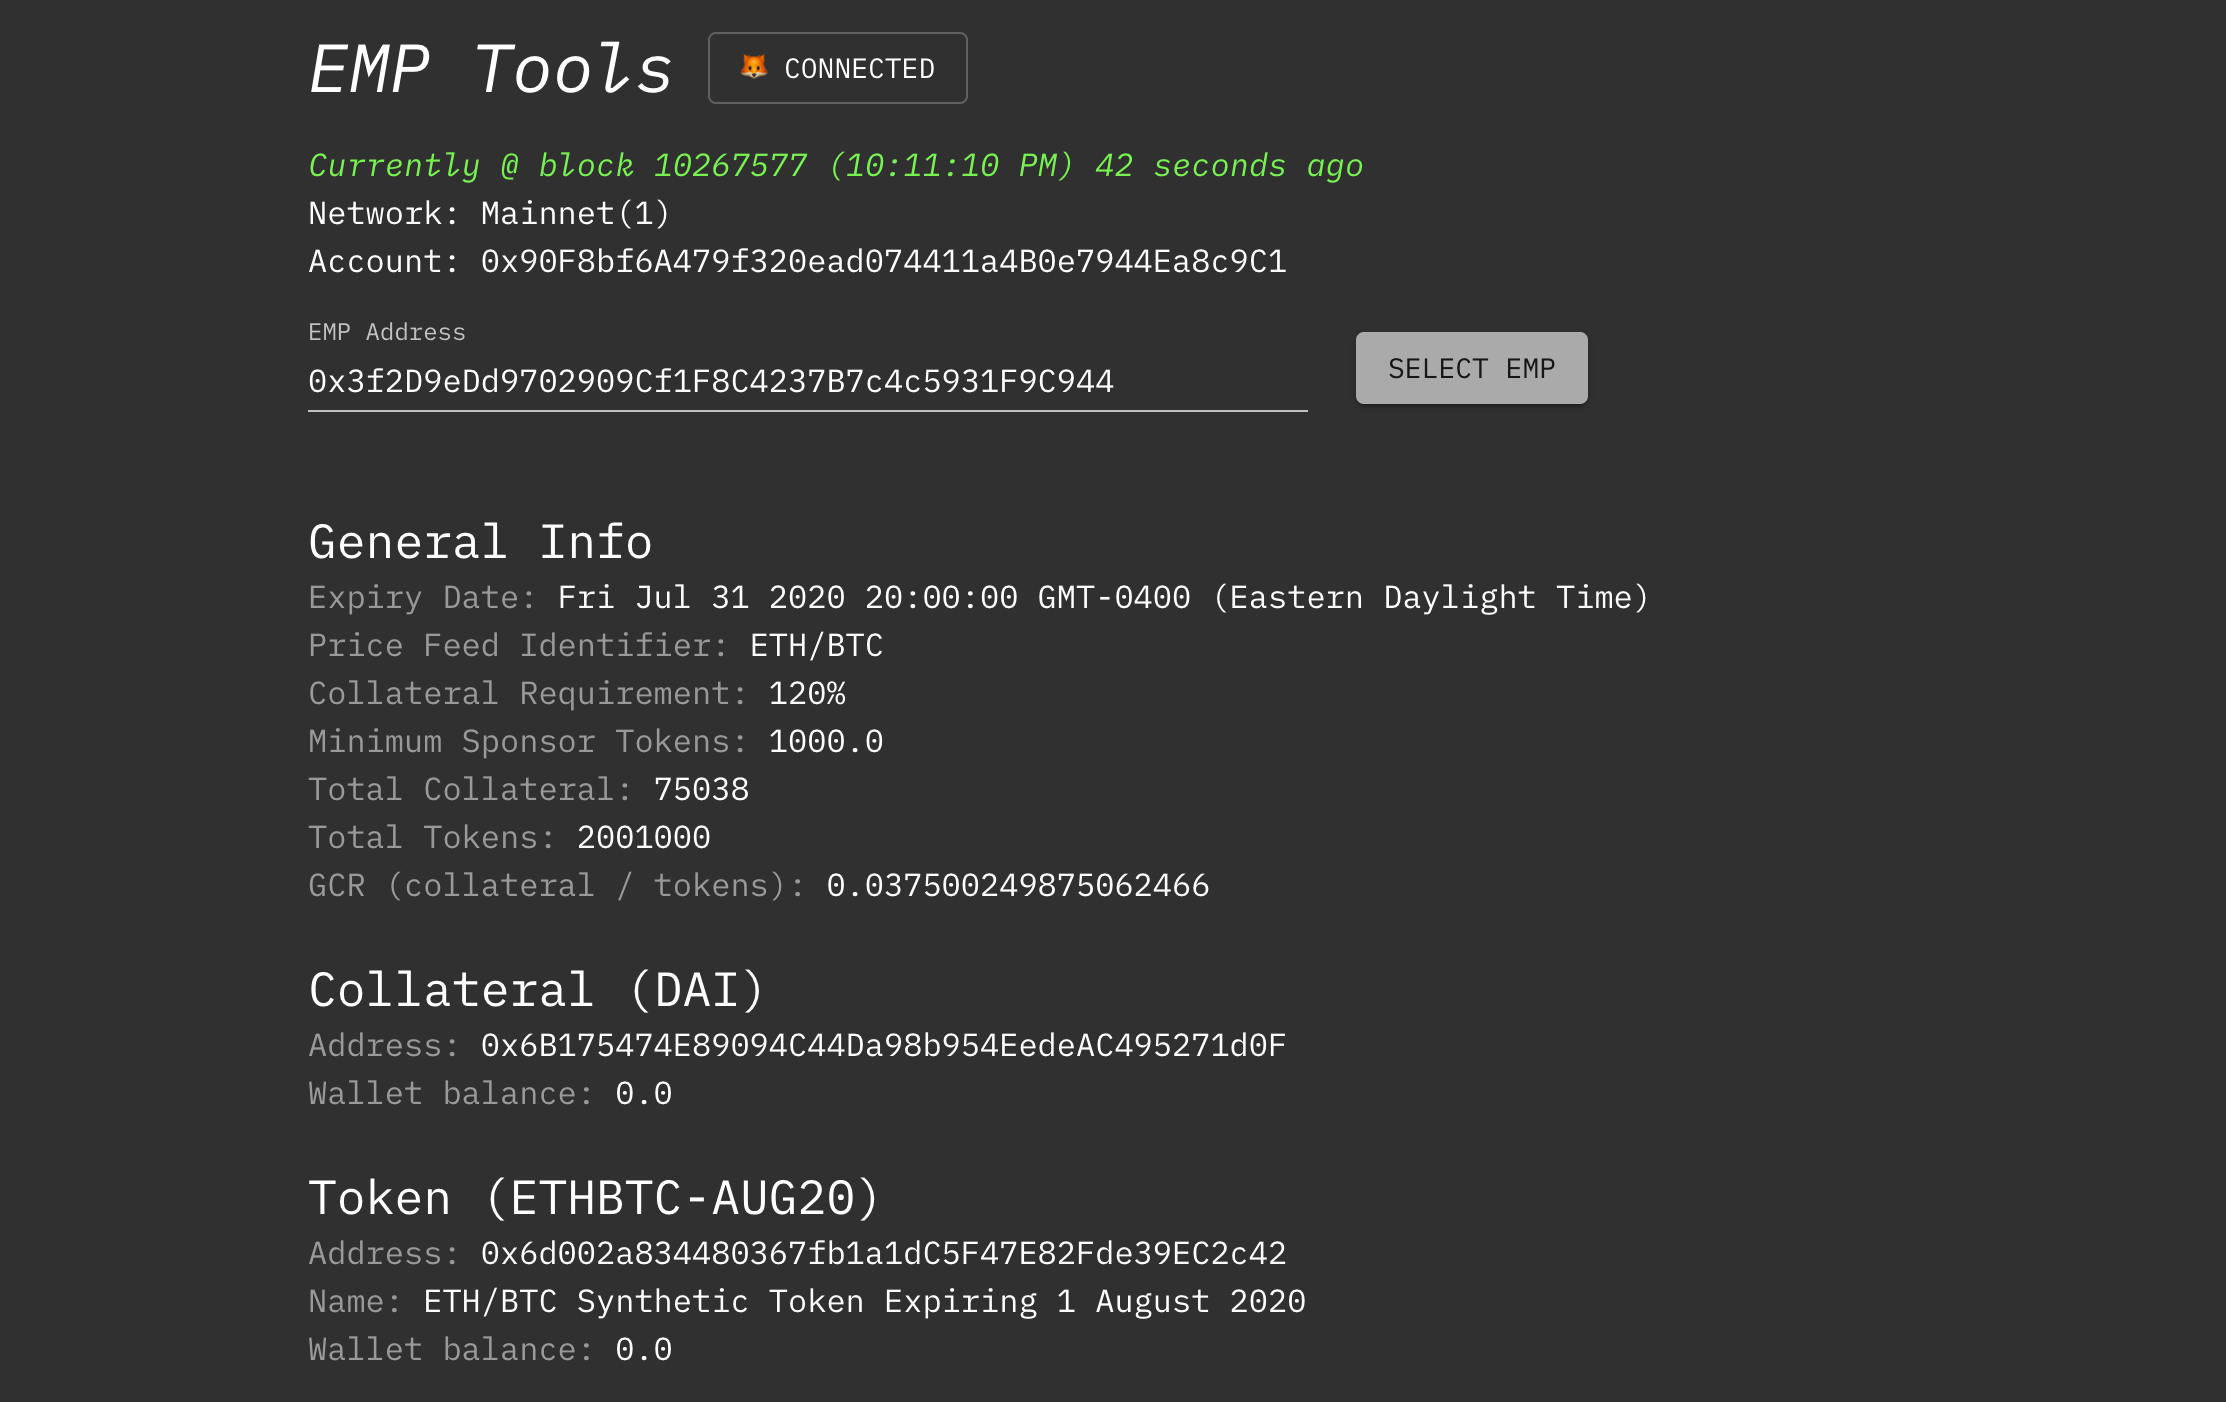 EMP Tools
CONNECTED
Currently @ block 10267577 (10:11:10 PM) 42 seconds ago
Network: Mainnet(1)
Account: 0x90F8bf6A479f320ead074411a4B0e7944Ea8c9C1
EMP Address
0x3f2D9eDd9702909Cf1F8C4237B7c4c5931F9C944
SELECT EMP
General Info
Expiry Date: Fri Jul 31 2020 20:00:00 GMT-0400 (Eastern Daylight Time)
Price Feed Identifier: ETH/BTC
Collateral Requirement: 120%
Minimum Sponsor Tokens: 1000.0
Total Collateral: 75038
Total Tokens: 2001000
GCR (collateral / tokens): 0.037500249875062466
Collateral (DAI)
Address: 0x6B175474E89094C44Da98b954EedeAC495271d0F
Wallet balance: 0.0
Token (ETHBTC-AUG20)
Address: 0x6d002a834480367fb1a1dC5F47E82Fde39EC2c42
Name: ETH/BTC Synthetic Token Expiring 1 August 2020
Wallet balance: 0.0